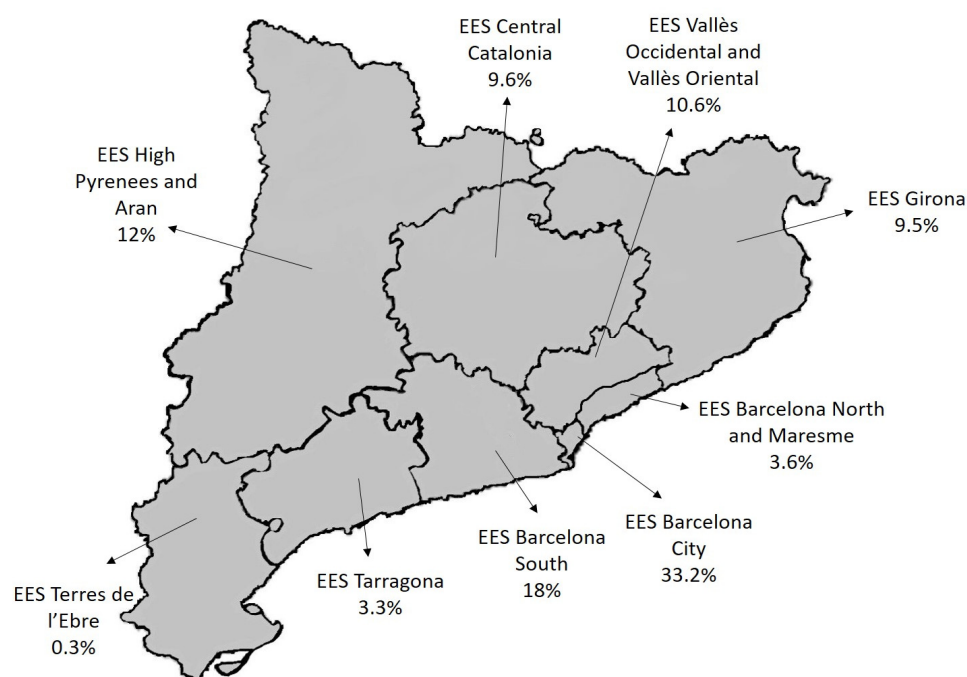 EES Central
Catalonia
9.6%
EES Vallès
Occidental and
Vallès Oriental
10.6%
EES High
Pyrenees and
Aran
12%
EES Girona
9.5%
EES Barcelona North
and Maresme
3.6%
EES Barcelona
City
33.2%
EES Barcelona
South
18%
EES Tarragona
3.3%
EES Terres de
l’Ebre
0.3%